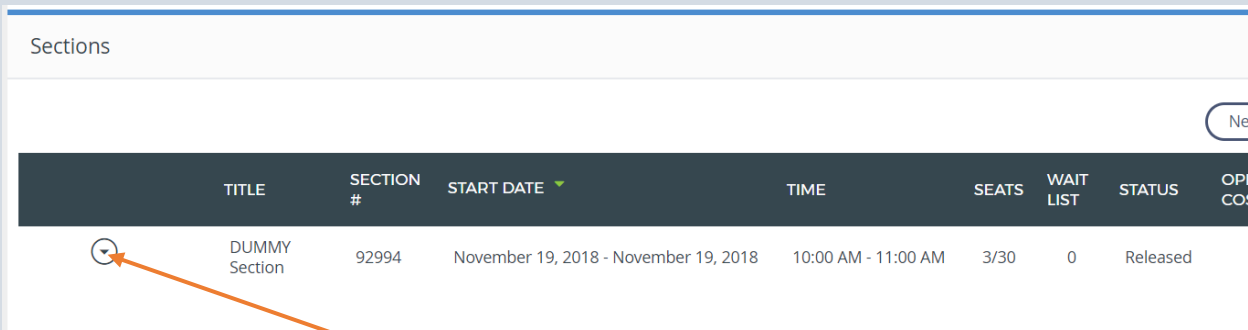 Sections
TITLE SECTION # START DATE TIME SEATS WAIT LIST STATUS
DUMMY Section 92994 November 19, 2018 - November 19, 2018 10:00 AM - 11:00 AM 3/30 0 Released